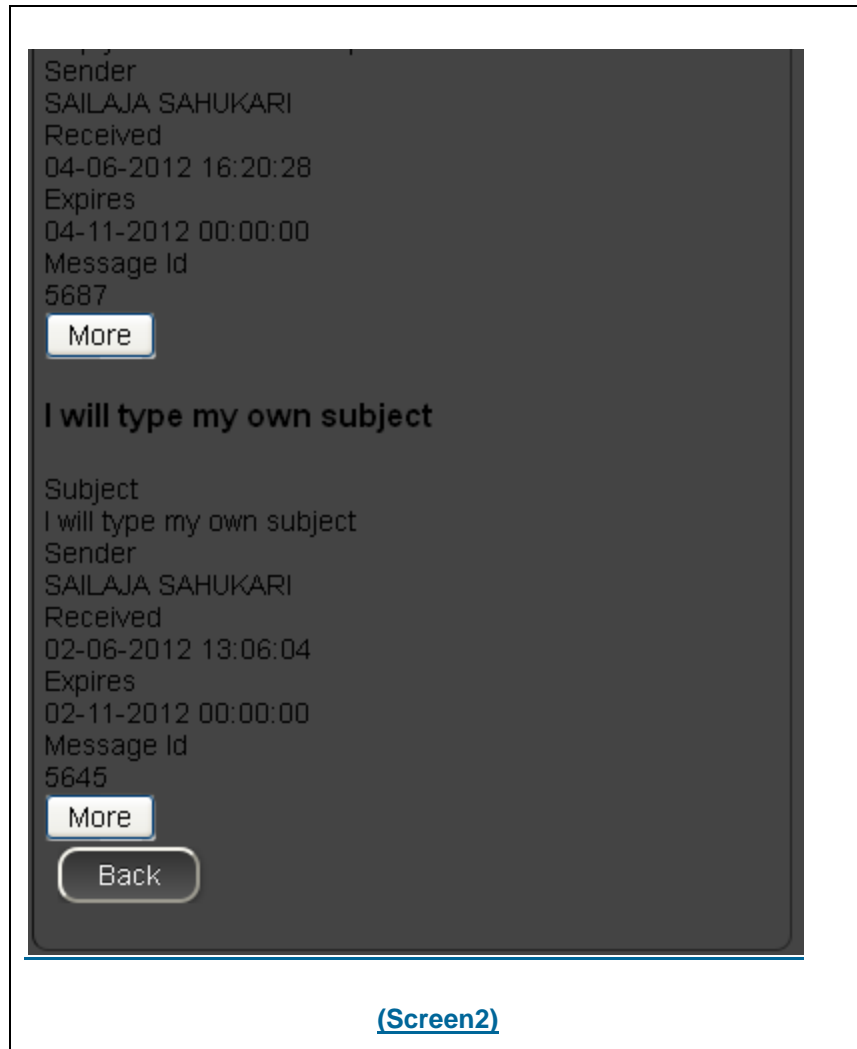 Sender
SAILAJA SAHUKARI
Received
04-06-2012 16:20:28
Expires
04-11-2012 00:00:00
Message Id
5687
More
I will type my own subject
Subject
I will type my own subject
Sender
SAILAJA SAHUKARI
Received
02-06-2012 13:06:04
Expires
02-11-2012 00:00:00
Message Id
5645
More
Back
(Screen2)